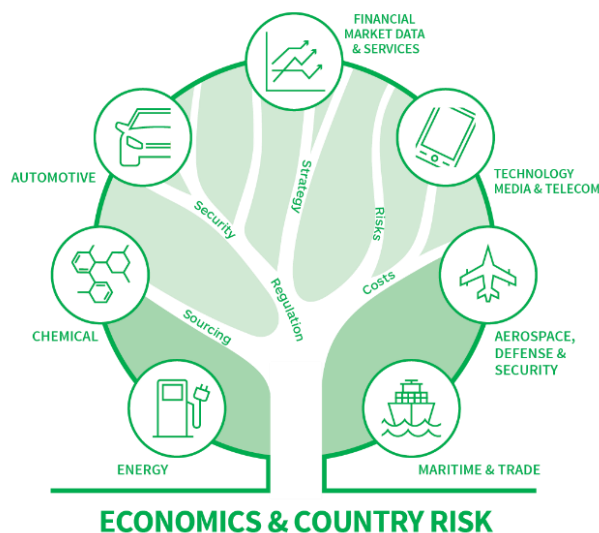 FINANCIAL
MARKET DATA
& SERVICES
AUTOMOTIVE
TECHNOLOGY
MEDIA & TELECOM
Security
Strategy
Risks
Regulation
Costs
Sourcing
CHEMICAL
AEROSPACE,
DEFENSE &
SECURITY
ENERGY
MARITIME & TRADE
ECONOMICS & COUNTRY RISK